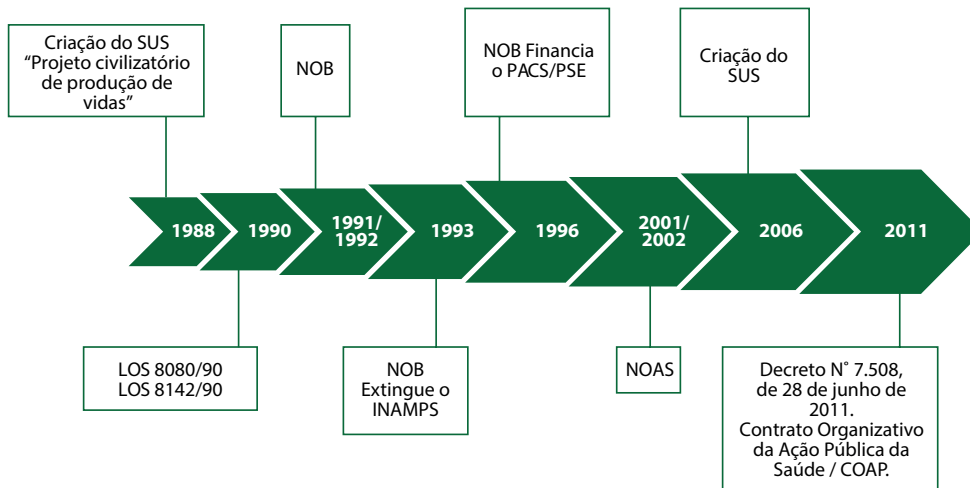 Criação do SUS
“Projeto civilizatório
de produção de
vidas”
NOB
NOB Financia
o PACS/PSE
Criação do
SUS
1988
1990
1991/
1992
1993
1996
2001/
2002
2006
2011
LOS 8080/90
LOS 8142/90
NOB
Extingue o
INAMPS
NOAS
Decreto N° 7.508,
de 28 de junho de
2011.
Contrato Organizativo
da Ação Pública da
Saúde / COAP.